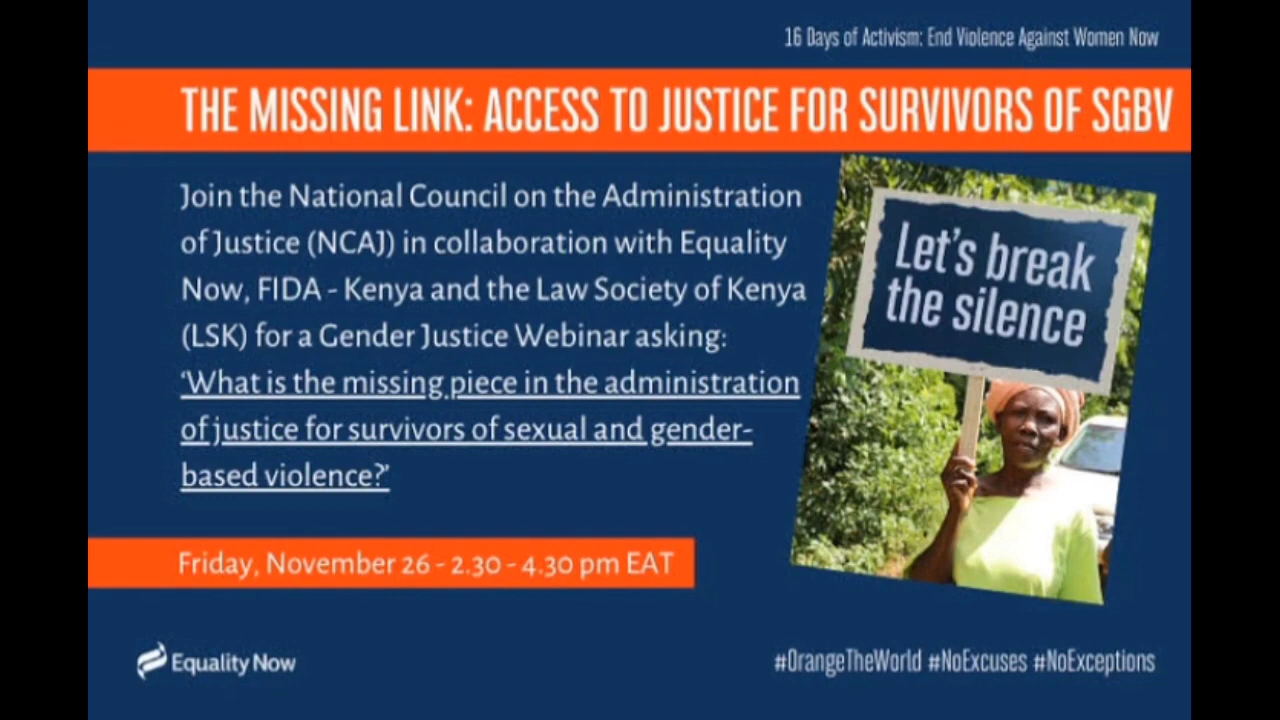 16 Days of Activism: End Violence Against Women Now
THE MISSING LINK: ACCESS TO JUSTICE FOR SURVIVORS OF SGBV
Join the National Council on the Administration
of Justice (NCAJ) in collaboration with Equality
Now, FIDA - Kenya and the Law Society of Kenya
(LSK) for a Gender Justice Webinar asking:
‘What is the missing piece in the administration
of justice for survivors of sexual and gender-
based violence?’
Let's break
the silence
Friday, November 26 - 2.30 - 4.30 pm EAT
Equality Now
#OrangeTheWorld #NoExcuses #NoExceptions